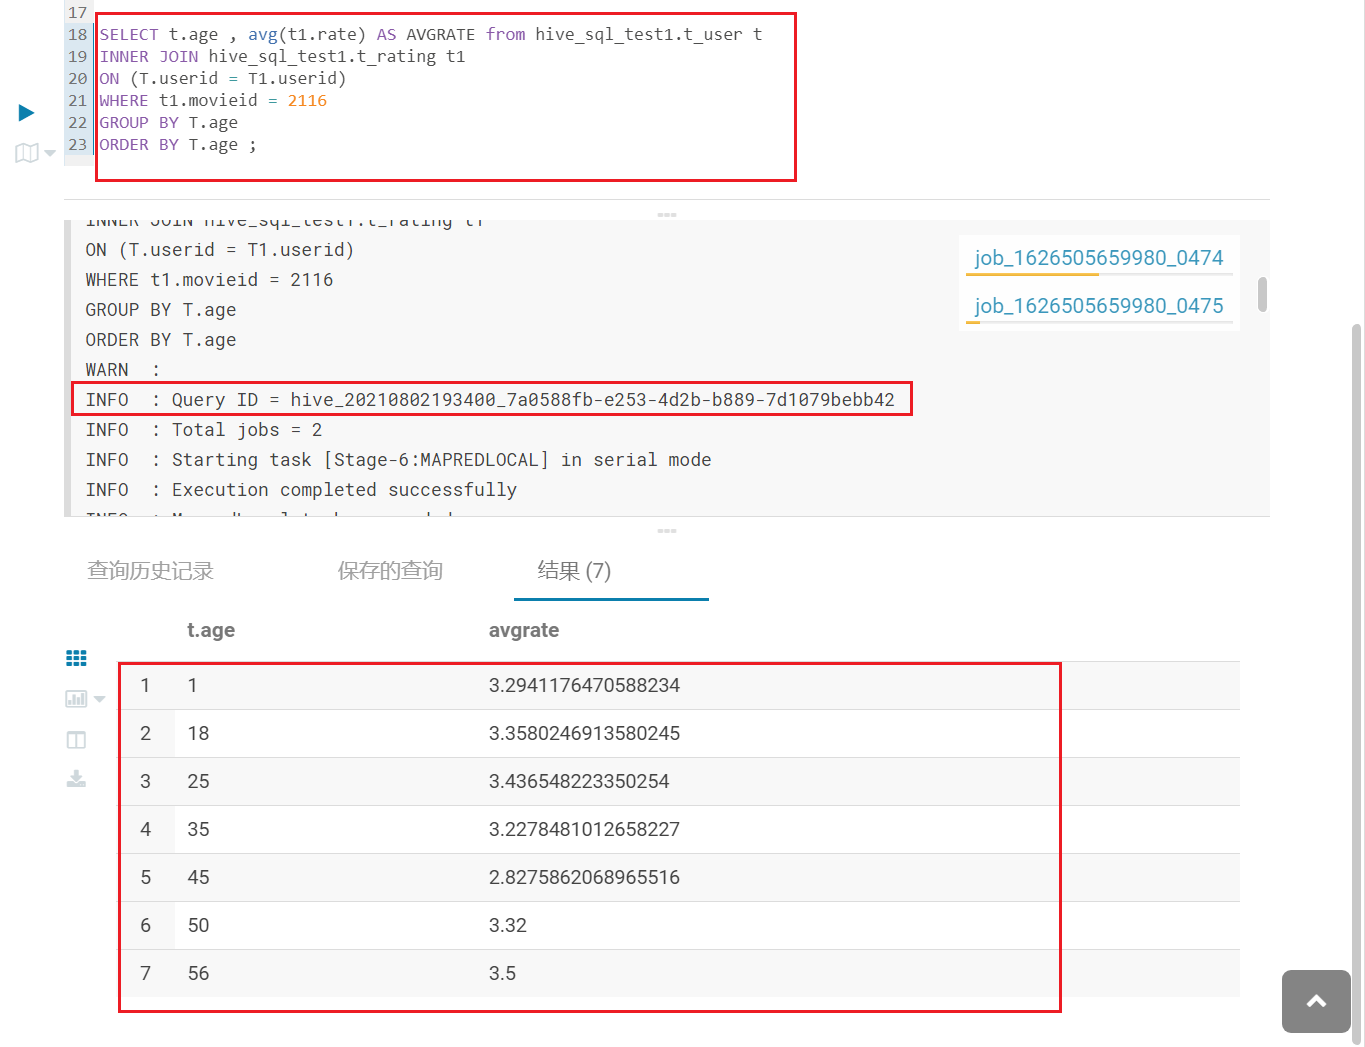 17
18 SELECT t.age , avg(t1.rate) AS AVGRATE from hive_sql_test1.t_user t
19 INNER JOIN hive_sql_test1.t_rating t1
20 ON (T.userid = T1.userid)
21 WHERE t1.movieid = 2116
22 GROUP BY T.age
23 ORDER BY T.age ;
INNER JOIN hive_sql_test1.t_rating t1
ON (T.userid = T1.userid)
WHERE t1.movieid = 2116
GROUP BY T.age
ORDER BY T.age
WARN  :
INFO  : Query ID = hive_20210802193400_7a0588fb-e253-4d2b-b889-7d1079bebb42
INFO  : Total jobs = 2
INFO  : Starting task [Stage-6:MAPREDLOCAL] in serial mode
INFO  : Execution completed successfully
job_1626505659980_0474
job_1626505659980_0475
查询历史记录 保存的查询 结果 (7)
t.age avgrate
1 1 3.2941176470588234
2 18 3.3580246913580245
3 25 3.436548223350254
4 35 3.2278481012658227
5 45 2.8275862068965516
6 50 3.32
7 56 3.5